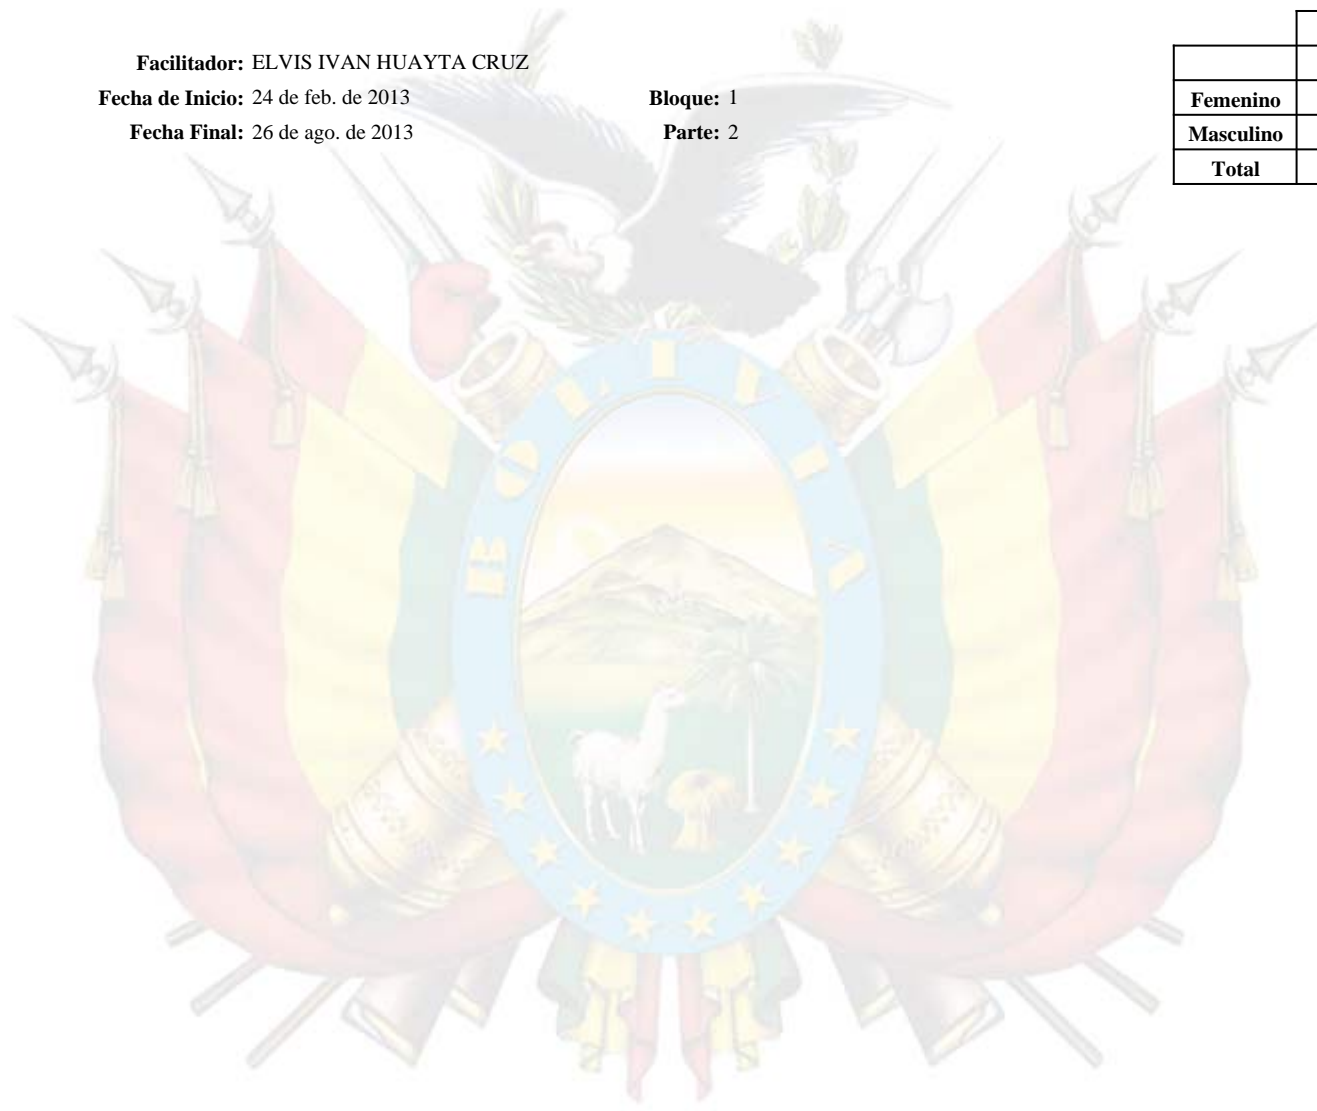 Facilitador: ELVIS IVAN HUAYTA CRUZ
Fecha de Inicio: 24 de feb. de 2013 Bloque: 1
Fecha Final: 26 de ago. de 2013 Parte: 2
Femenino
Masculino
Total
BOLIVIA